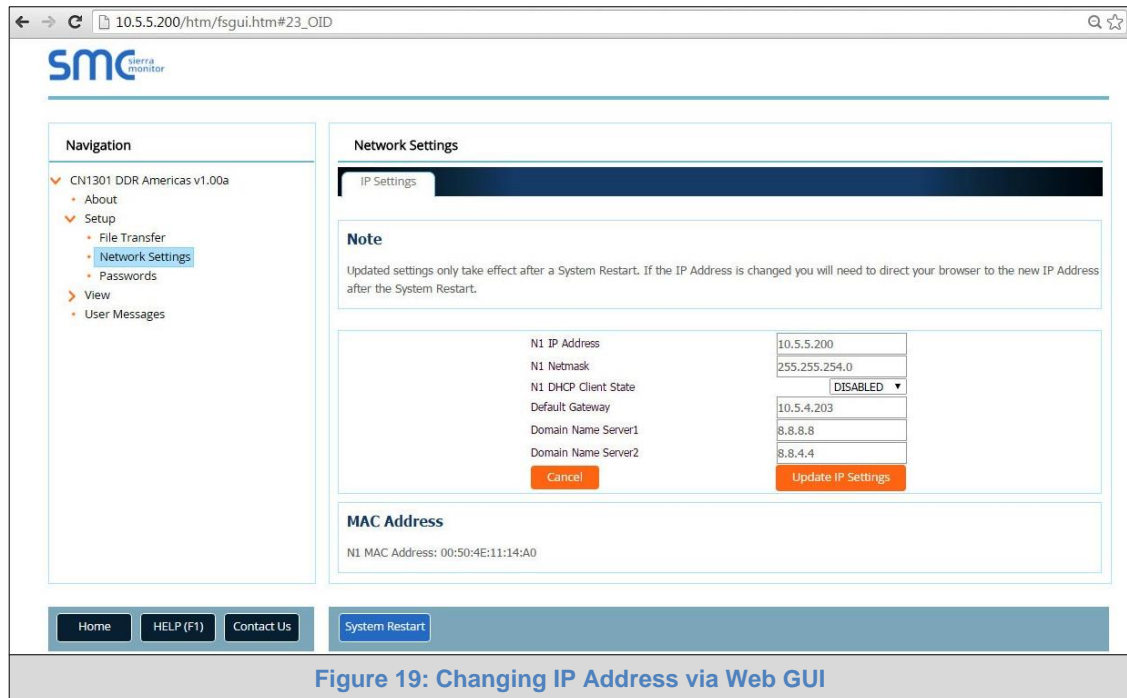 10.5.5.200/htm/fsgui.htm#23_OID
SMC sierra monitor
Navigation
CN1301 DDR Americas v1.00a
About
Setup
File Transfer
Network Settings
Passwords
View
User Messages
Network Settings
IP Settings
Note
Updated settings only take effect after a System Restart. If the IP Address is changed you will need to direct your browser to the new IP Address
after the System Restart.
N1 IP Address 10.5.5.200
N1 Netmask 255.255.254.0
N1 DHCP Client State DISABLED
Default Gateway 10.5.4.203
Domain Name Server1 8.8.8.8
Domain Name Server2 8.8.4.4
Cancel Update IP Settings
MAC Address
N1 MAC Address: 00:50:4E:11:14:A0
Home HELP (F1) Contact Us System Restart
Figure 19: Changing IP Address via Web GUI